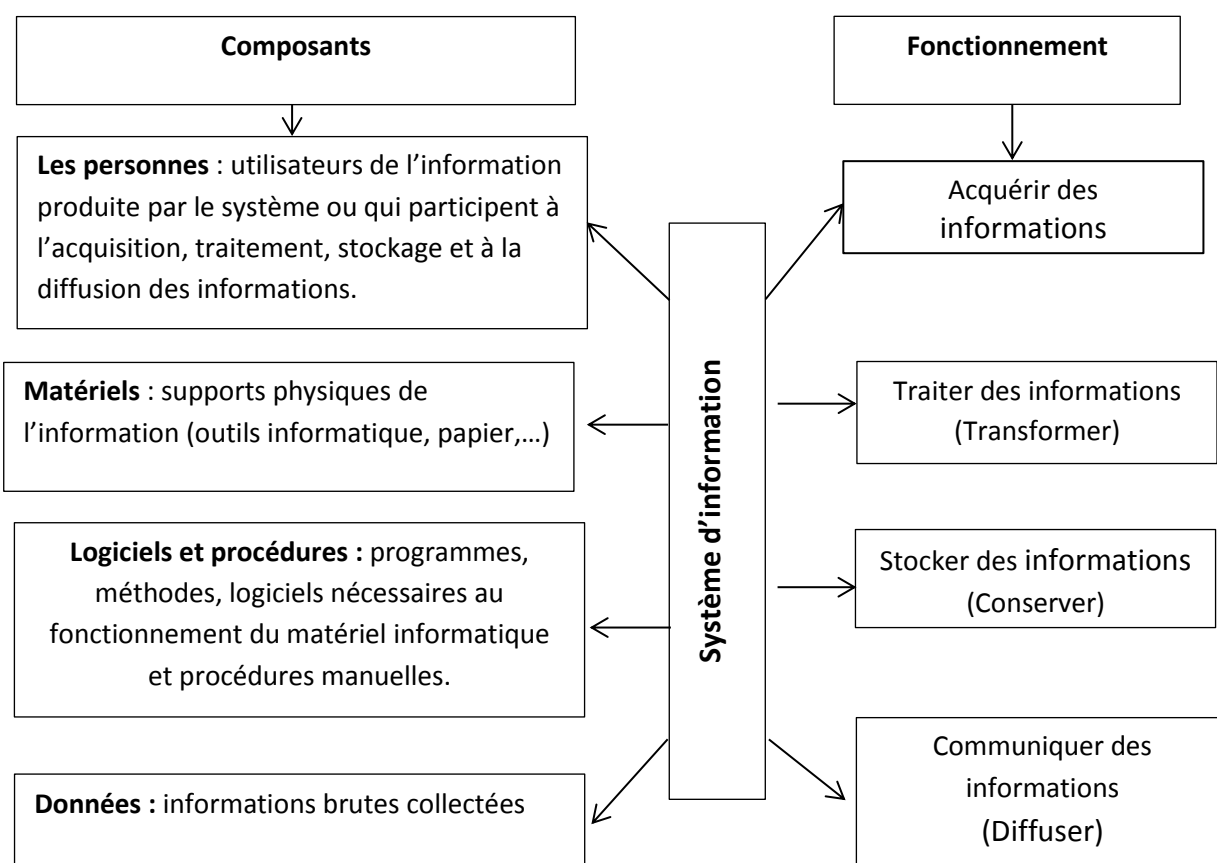 Composants
Les personnes : utilisateurs de l’information
produite par le système ou qui participent à
l’acquisition, traitement, stockage et à la
diffusion des informations.
Matériels : supports physiques de
l’information (outils informatique, papier,…)
Logiciels et procédures : programmes,
méthodes, logiciels nécessaires au
fonctionnement du matériel informatique
et procédures manuelles.
Données : informations brutes collectées
Système d’information
Fonctionnement
Acquérir des
informations
Traiter des informations
(Transformer)
Stocker des informations
(Conserver)
Communiquer des
informations
(Diffuser)